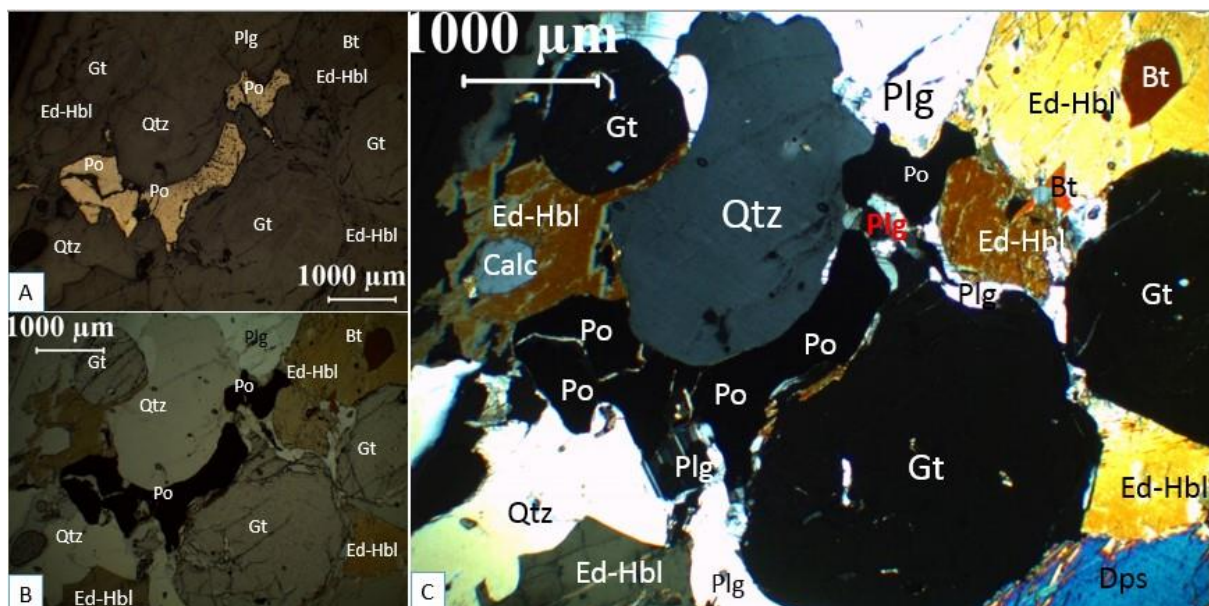 Plg
Bt
Gt
Po
Ed-Hbl
Ed-Hbl
Qtz
Gt
Po
Po
Gt
Qtz
Ed-Hbl
1000 µm
A
1000 µm
Plg
Bt
Gt
Po
Ed-Hbl
Qtz
Gt
Po
Qtz
Gt
Ed-Hbl
Ed-Hbl
B
1000 µm
Plg
Ed-Hbl
Bt
Gt
Po
Bt
Ed-Hbl
Qtz
Plg
Ed-Hbl
Calc
Plg
Gt
Po
Po
Po
Po
Plg
Gt
Qtz
Ed-Hbl
Ed-Hbl
Plg
Dps
C